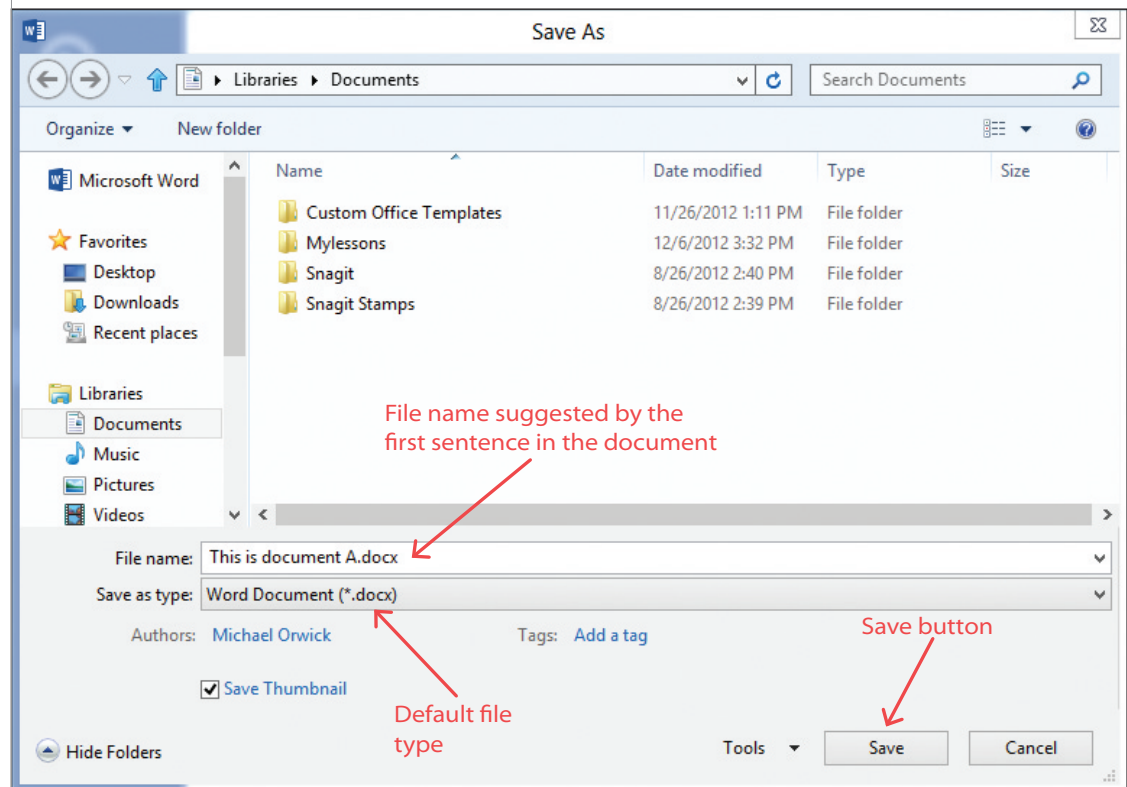 Save As
Libraries Documents
Search Documents
Organize New folder
Name Date modified Type Size
Microsoft Word
Custom Office Templates 11/26/2012 1:11 PM File folder
Favorites Mylessons 12/6/2012 3:32 PM File folder
Desktop Snagit 8/26/2012 2:40 PM File folder
Downloads Snagit Stamps 8/26/2012 2:39 PM File folder
Recent places
Libraries
Documents
Music
Pictures
Videos
File name suggested by the
first sentence in the document
File name: This is document A.docx
Save as type: Word Document (*.docx)
Authors: Michael Orwick Tags: Add a tag
Save button
Save Thumbnail
Default file
type
Hide Folders Tools Save Cancel